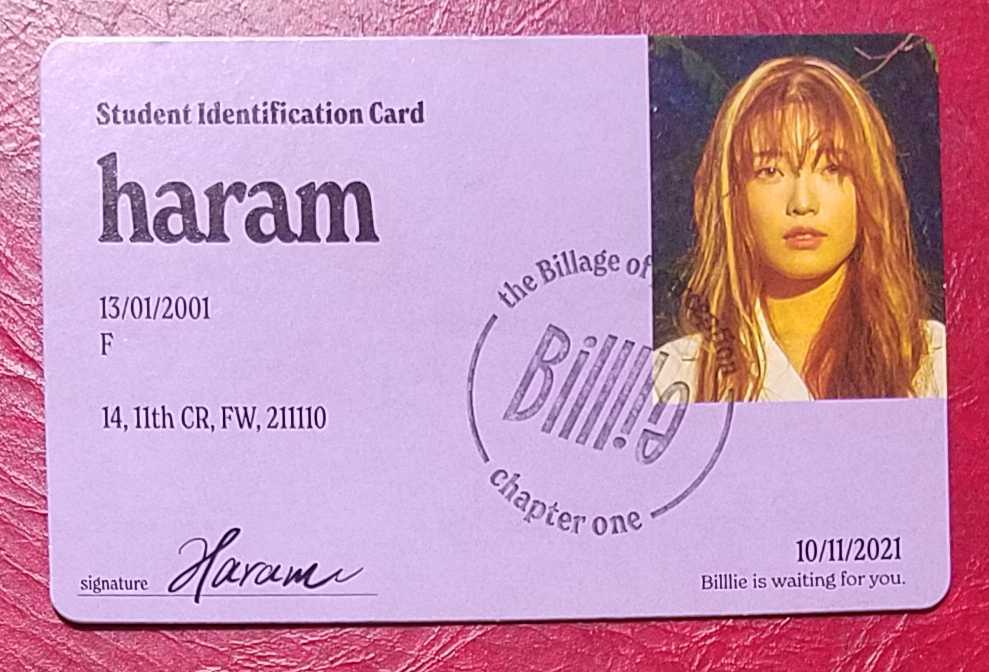 Student Identification Card
haram
13/01/2001
F
14, 11th CR, FW, 211110
the Billage of
Billlie
chapter one
signature Haram
10/11/2021
Billlie is waiting for you.